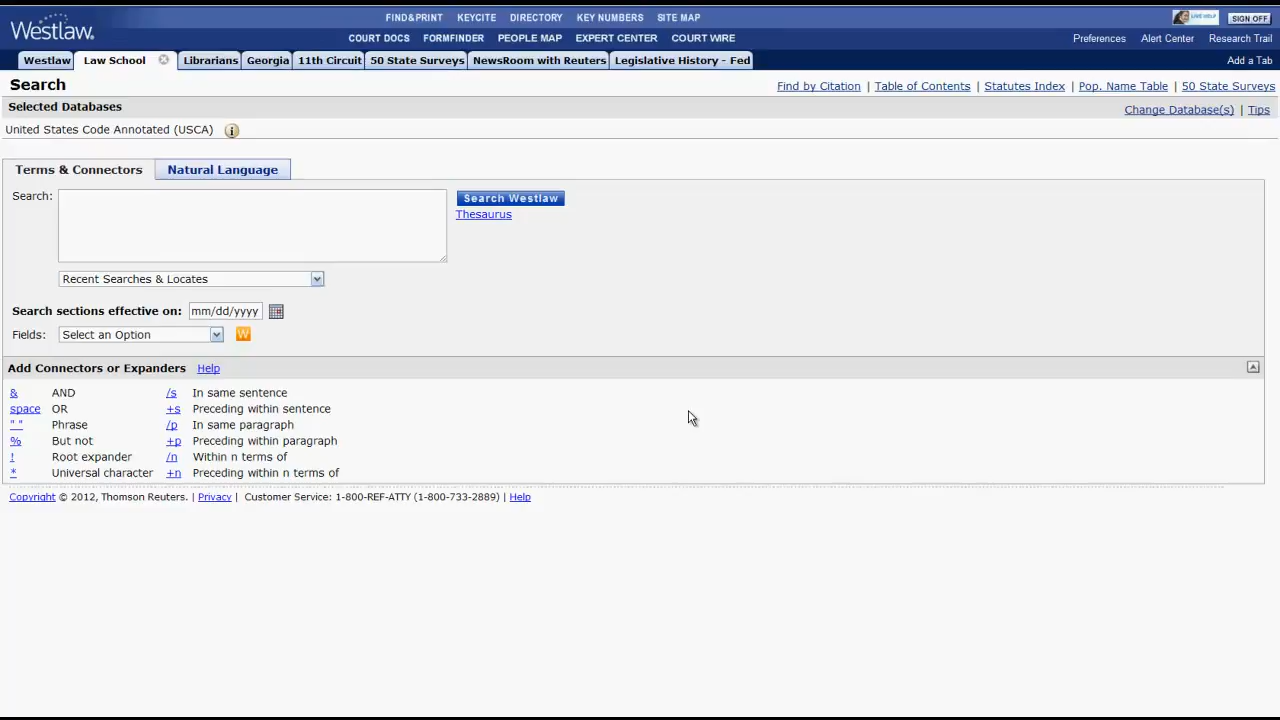 FIND&PRINT KEYCITE DIRECTORY KEY NUMBERS SITE MAP LIVE HELP SIGN OFF
Westlaw.
COURT DOCS FORMFINDER PEOPLE MAP EXPERT CENTER COURT WIRE Preferences Alert Center Research Trail
Westlaw Law School Librarians Georgia 11th Circuit 50 State Surveys NewsRoom with Reuters Legislative History - Fed Add a Tab
Search Find by Citation | Table of Contents | Statutes Index | Pop. Name Table | 50 State Surveys
Selected Databases Change Database(s) | Tips
United States Code Annotated (USCA)
Terms & Connectors Natural Language
Search: Search Westlaw
Thesaurus
Recent Searches & Locates
Search sections effective on: mm/dd/yyyy
Fields: Select an Option W
Add Connectors or Expanders Help
& AND /s In same sentence
space OR +s Preceding within sentence
" " Phrase /p In same paragraph
% But not +p Preceding within paragraph
! Root expander /n Within n terms of
* Universal character +n Preceding within n terms of
Copyright © 2012, Thomson Reuters. | Privacy | Customer Service: 1-800-REF-ATTY (1-800-733-2889) | Help